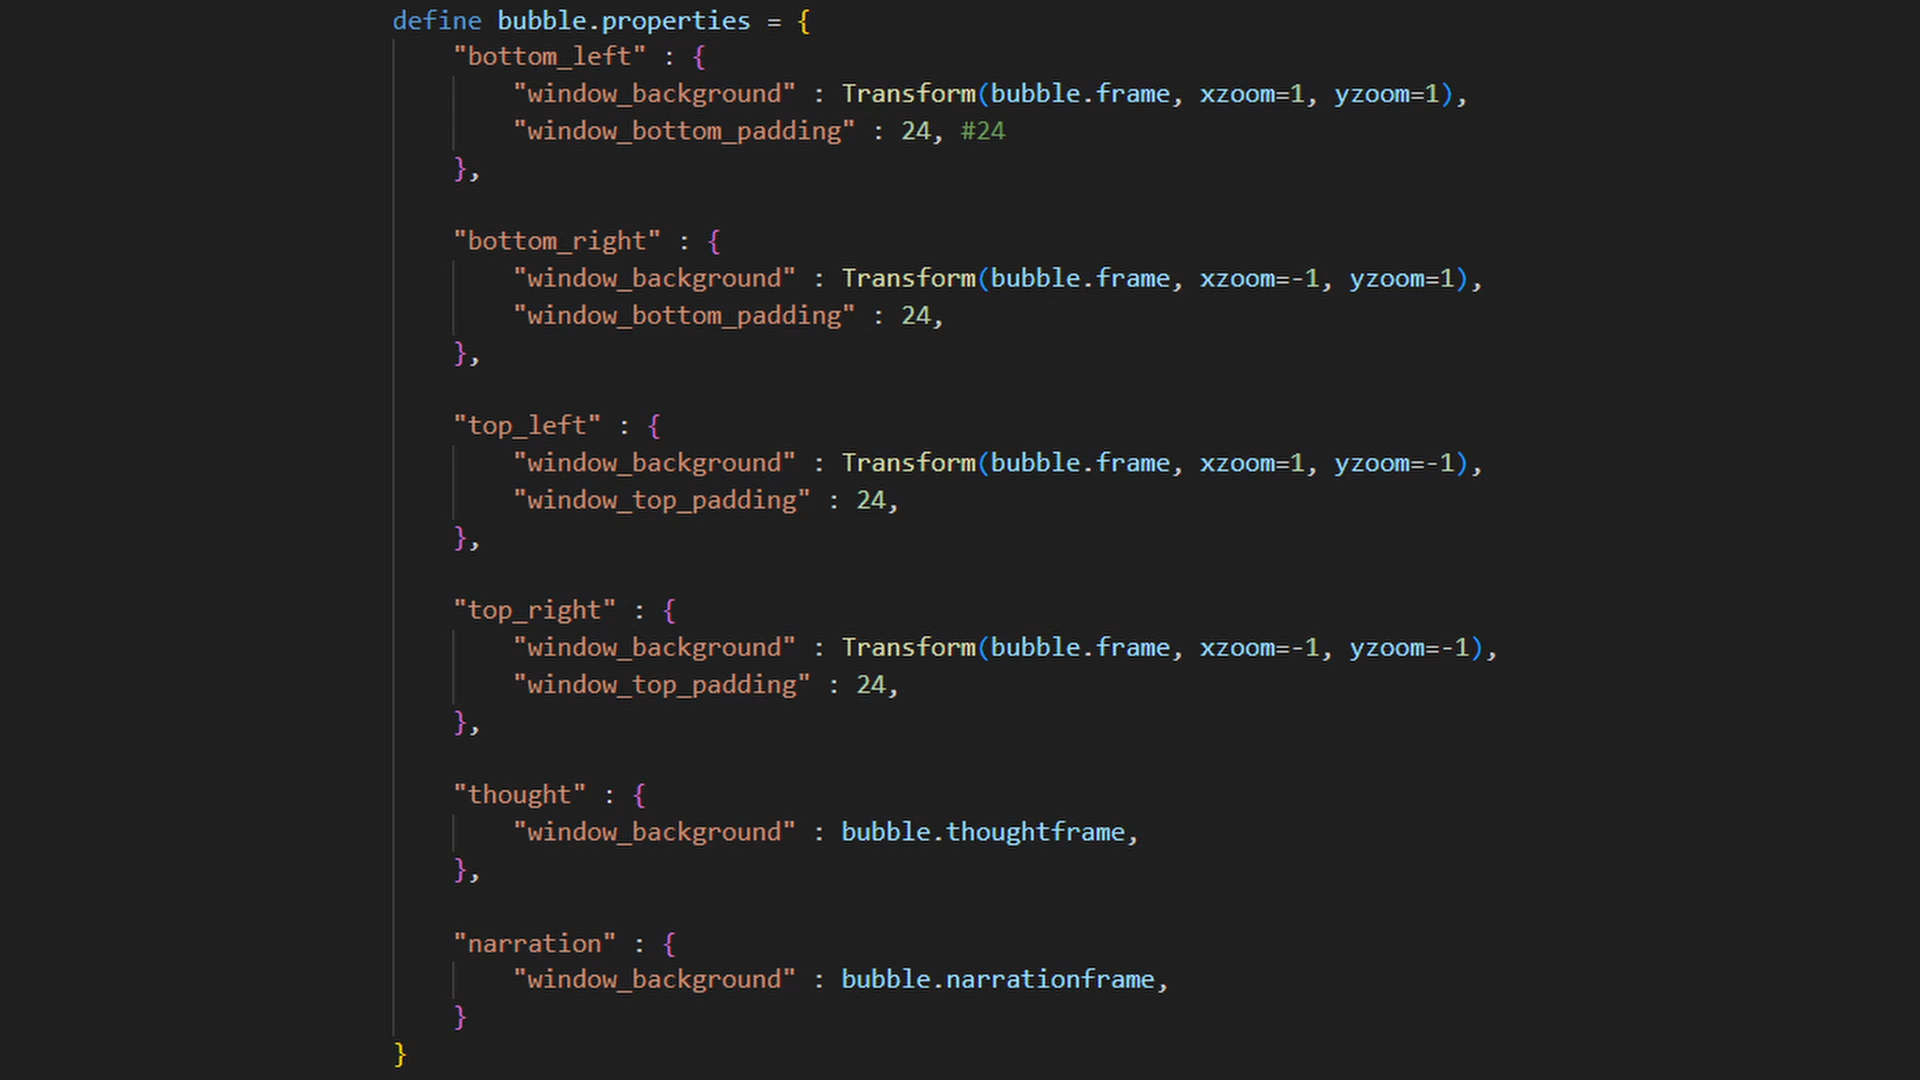 define bubble.properties = {
    "bottom_left" : {
        "window_background" : Transform(bubble.frame, xzoom=1, yzoom=1),
        "window_bottom_padding" : 24, #24
    },

    "bottom_right" : {
        "window_background" : Transform(bubble.frame, xzoom=-1, yzoom=1),
        "window_bottom_padding" : 24,
    },

    "top_left" : {
        "window_background" : Transform(bubble.frame, xzoom=1, yzoom=-1),
        "window_top_padding" : 24,
    },

    "top_right" : {
        "window_background" : Transform(bubble.frame, xzoom=-1, yzoom=-1),
        "window_top_padding" : 24,
    },

    "thought" : {
        "window_background" : bubble.thoughtframe,
    },

    "narration" : {
        "window_background" : bubble.narrationframe,
    }
}